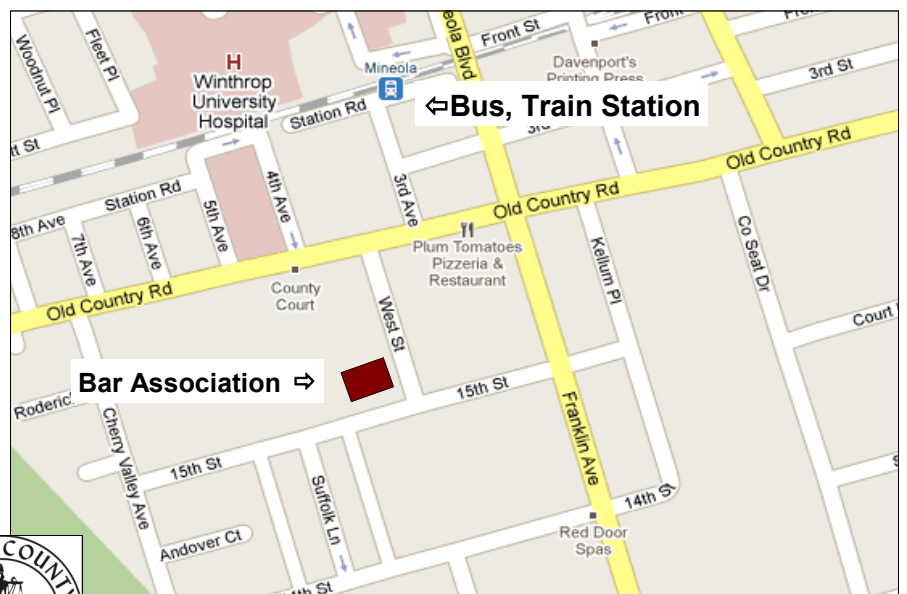 Woodnut Pl
Fleet Pl
H
Winthrop
University
Hospital
Mineola
Front St
Front
Davenport's
Printing Press
3rd St
Station Rd
⇦Bus, Train Station
3rd
Old Country Rd
Station Rd
8th Ave
7th Ave
6th Ave
5th Ave
4th Ave
3rd Ave
Old Country Rd
Plum Tomatoes
Pizzeria &
Restaurant
Kellum Pl
Co Seat Dr
Court
County
Court
Old Country Rd
West St
Bar Association ⇨
15th St
Cherry Valley Ave
15th St
Suffolk Ln
Franklin Ave
14th St
Andover Ct
Red Door
Spas
St
COUNTY